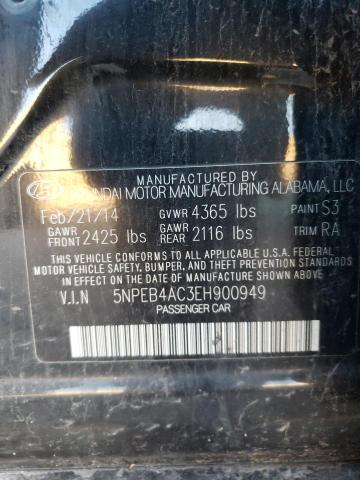 MANUFACTURED BY
HYUNDAI MOTOR MANUFACTURING ALABAMA, LLC
Feb/21/14 GVWR 4365 lbs PAINT S3
GAWR FRONT 2425 lbs GAWR REAR 2116 lbs TRIM RA
THIS VEHICLE CONFORMS TO ALL APPLICABLE U.S.A. FEDERAL
MOTOR VEHICLE SAFETY, BUMPER, AND THEFT PREVENTION STANDARDS
IN EFFECT ON THE DATE OF MANUFACTURE SHOWN ABOVE.
V.I.N 5NPEB4AC3EH900949
PASSENGER CAR